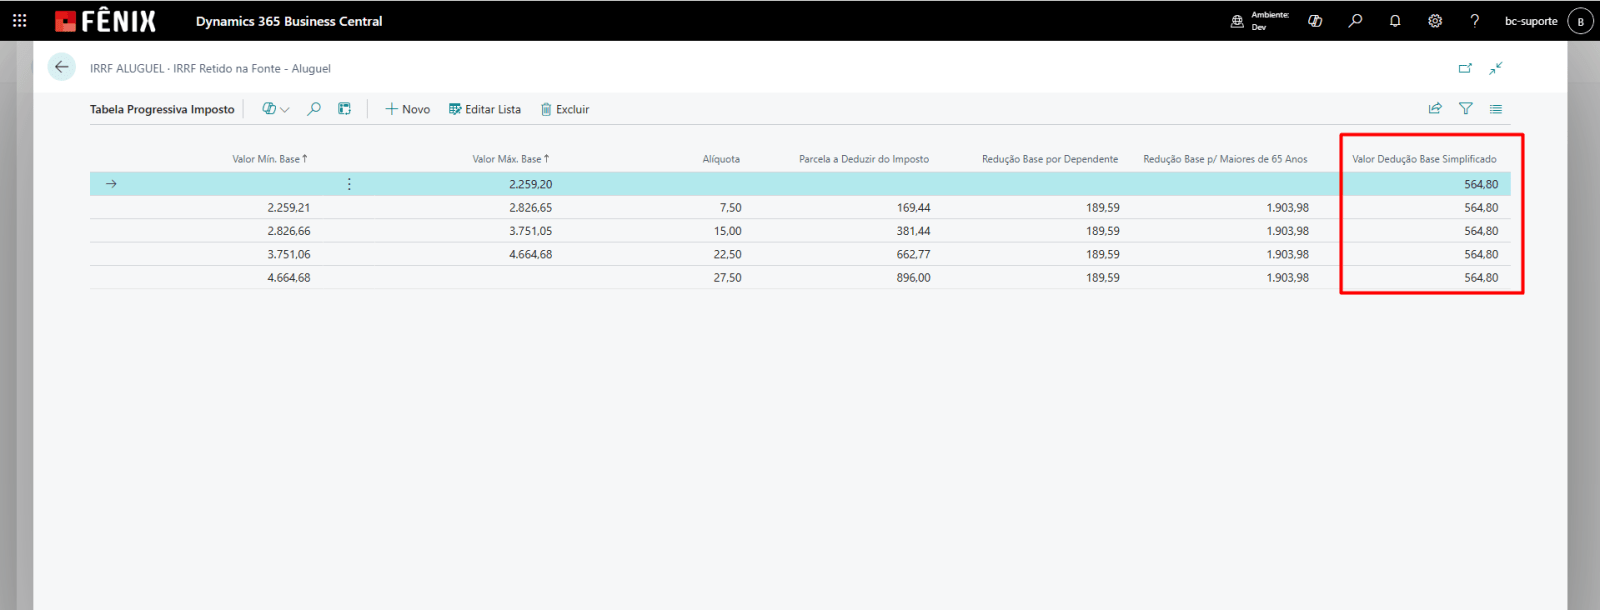 FÊNIX Dynamics 365 Business Central Ambiente: Dev ? bc-suporte B
IRRF ALUGUEL · IRRF Retido na Fonte - Aluguel
Tabela Progressiva Imposto Novo Editar Lista Excluir
Valor Mín. Base↑ Valor Máx. Base↑ Alíquota Parcela a Deduzir do Imposto Redução Base por Dependente Redução Base p/ Maiores de 65 Anos Valor Dedução Base Simplificado
2.259,20 564,80
2.259,21 2.826,65 7,50 169,44 189,59 1.903,98 564,80
2.826,66 3.751,05 15,00 381,44 189,59 1.903,98 564,80
3.751,06 4.664,68 22,50 662,77 189,59 1.903,98 564,80
4.664,68 27,50 896,00 189,59 1.903,98 564,80